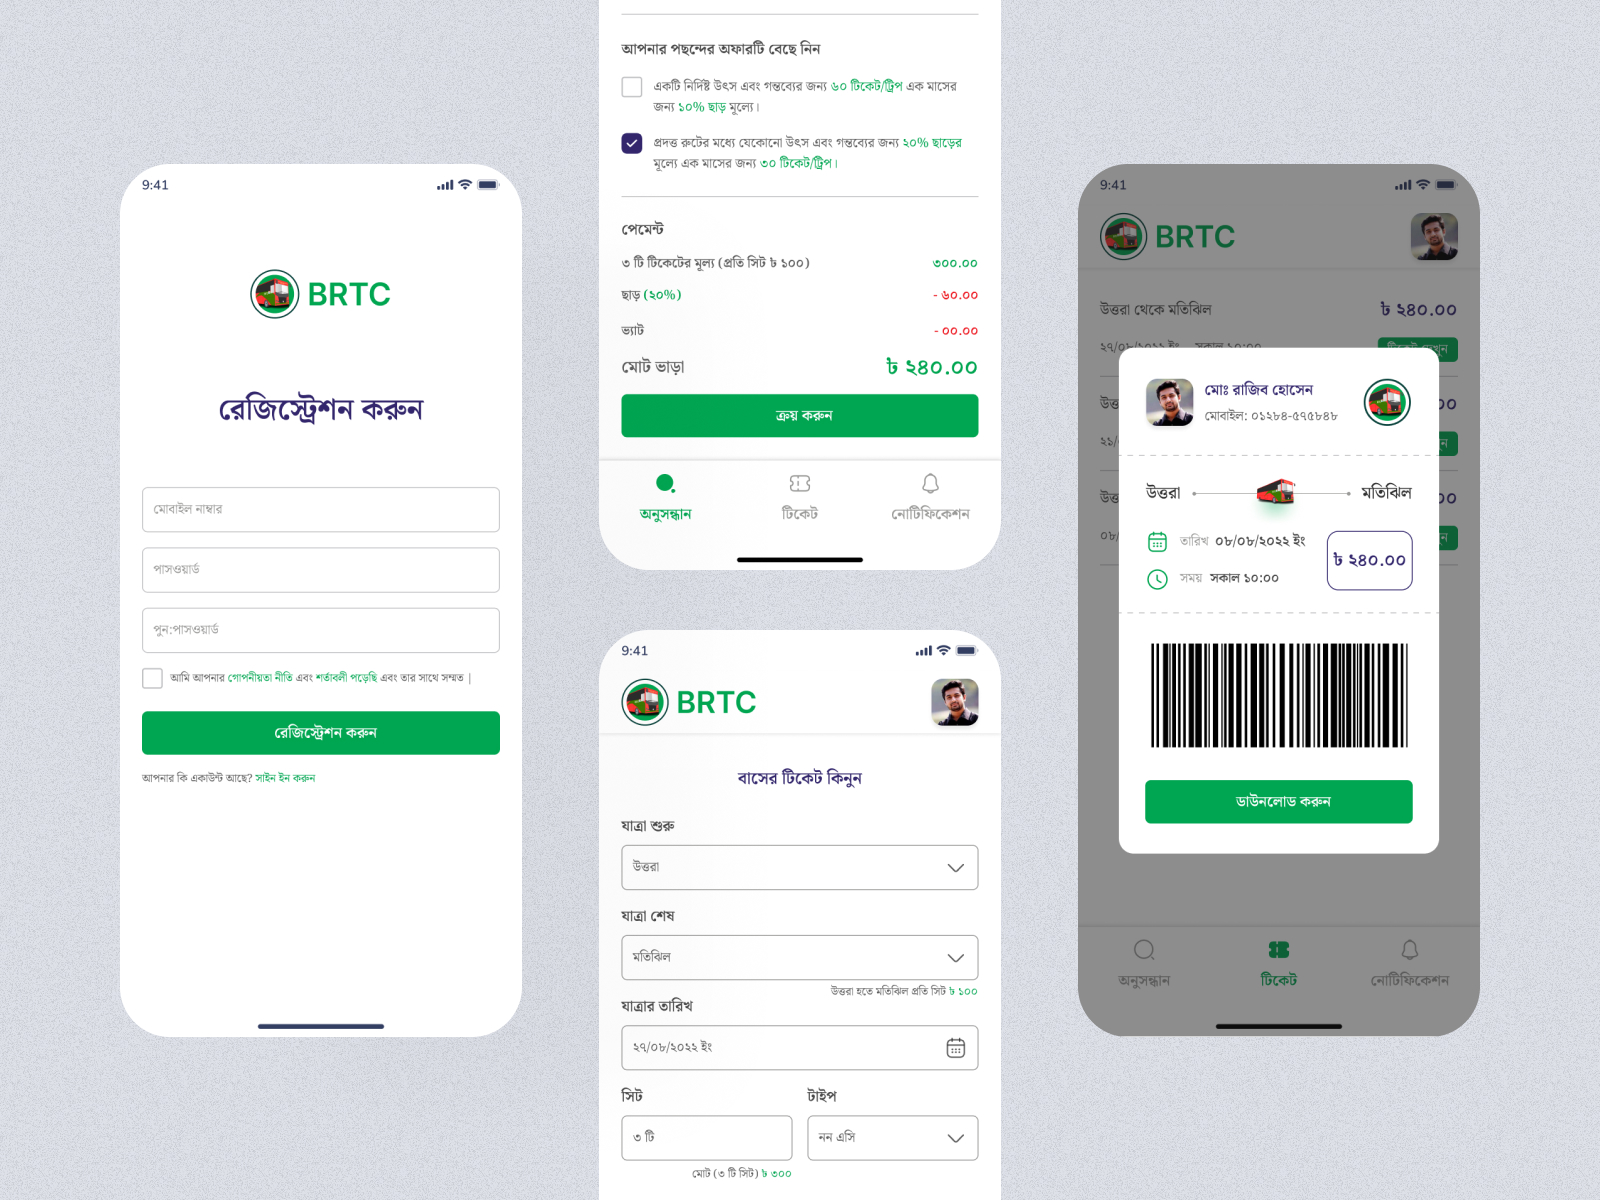 9:41
BRTC
রেজিস্ট্রেশন করুন
মোবাইল নাম্বার
পাসওয়ার্ড
পুন:পাসওয়ার্ড
আমি আপনার গোপনীয়তা নীতি এবং শর্তাবলী পড়েছি এবং তার সাথে সম্মত |
রেজিস্ট্রেশন করুন
আপনার কি একাউন্ট আছে? সাইন ইন করুন
আপনার পছন্দের অফারটি বেছে নিন
একটি নির্দিষ্ট উৎস এবং গন্তব্যের জন্য ৬০ টিকেট/ট্রিপ এক মাসের
জন্য ১০% ছাড় মূল্যে।
প্রদত্ত রুটের মধ্যে যেকোনো উৎস এবং গন্তব্যের জন্য ২০% ছাড়ের
মূল্যে এক মাসের জন্য ৩০ টিকেট/ট্রিপ।
পেমেন্ট
৩ টি টিকেটের মূল্য (প্রতি সিট ৳ ১০০) ৩০০.০০
ছাড় (২০%) - ৬০.০০
ভ্যাট - ০০.০০
মোট ভাড়া ৳ ২৪০.০০
ক্রয় করুন
অনুসন্ধান টিকেট নোটিফিকেশন
9:41
BRTC
বাসের টিকেট কিনুন
যাত্রা শুরু
উত্তরা
যাত্রা শেষ
মতিঝিল
উত্তরা হতে মতিঝিল প্রতি সিট ৳ ১০০
যাত্রার তারিখ
২৭/০৮/২০২২ ইং
সিট টাইপ
৩ টি নন এসি
মোট (৩ টি সিট) ৳ ৩০০
9:41
BRTC
উত্তরা থেকে মতিঝিল ৳ ২৪০.০০
২৭/০৮/২০২২ ইং সকাল ১০:০০
মোঃ রাজিব হোসেন
মোবাইল: ০১২৮৪-৫৭৫৮৪৮
উত্তরা মতিঝিল
তারিখ ০৮/০৮/২০২২ ইং
৳ ২৪০.০০
সময় সকাল ১০:০০
ডাউনলোড করুন
অনুসন্ধান টিকেট নোটিফিকেশন